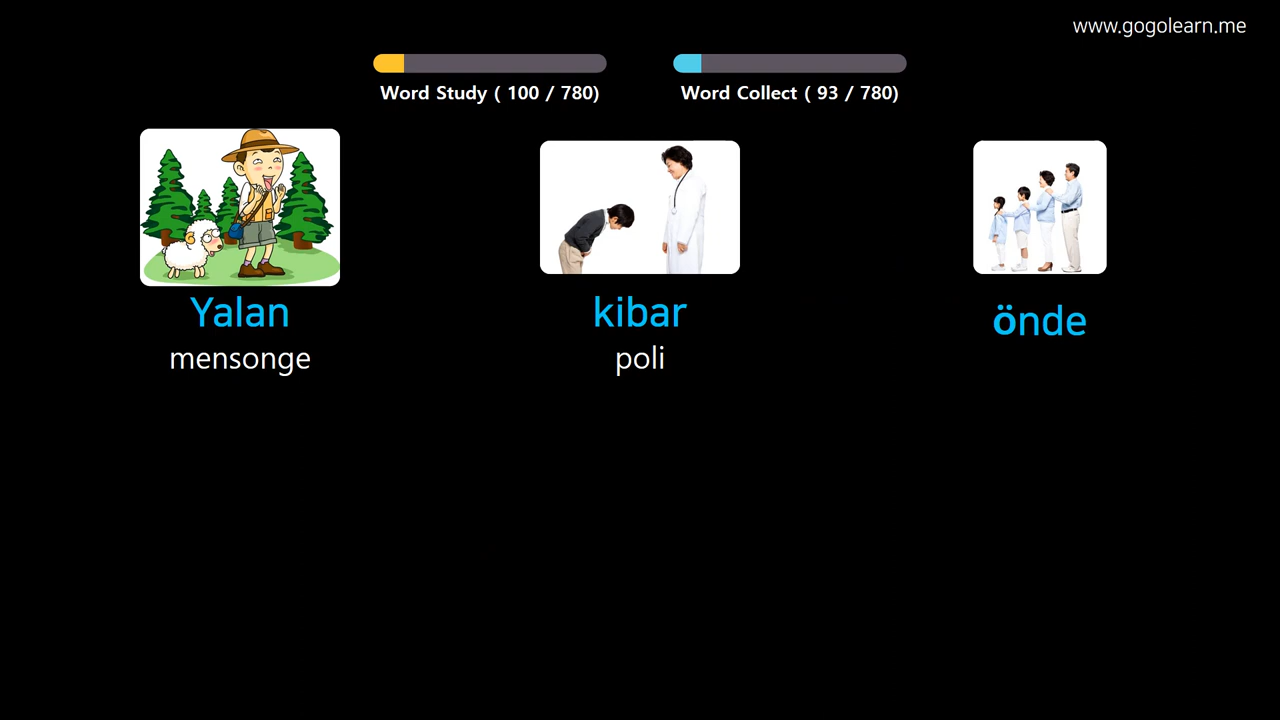 www.gogolearn.me
Word Study ( 100 / 780)
Word Collect ( 93 / 780)
Yalan
mensonge
kibar
poli
önde